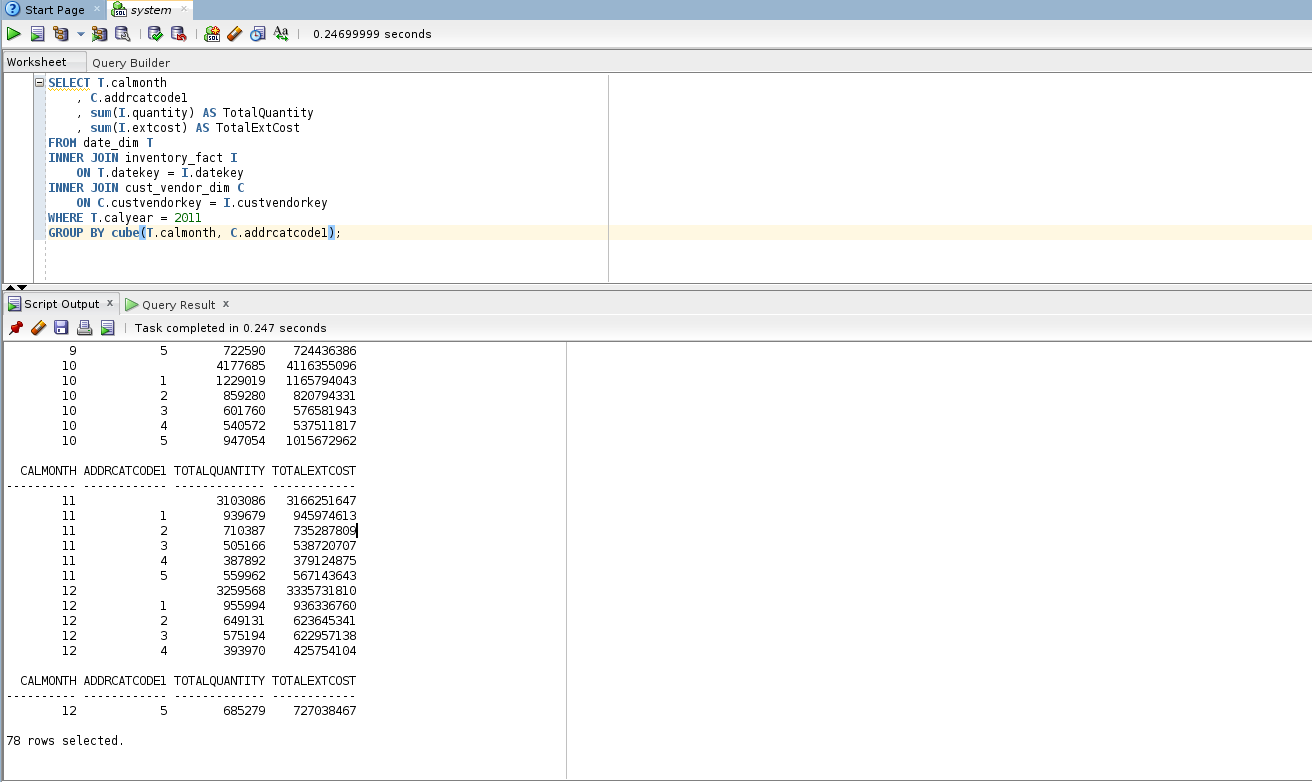 Start Page
system
0.24699999 seconds
Worksheet Query Builder
SELECT T.calmonth
, C.addrcatcode1
, sum(I.quantity) AS TotalQuantity
, sum(I.extcost) AS TotalExtCost
FROM date_dim T
INNER JOIN inventory_fact I
ON T.datekey = I.datekey
INNER JOIN cust_vendor_dim C
ON C.custvendorkey = I.custvendorkey
WHERE T.calyear = 2011
GROUP BY cube(T.calmonth, C.addrcatcode1);
Script Output x Query Result x
Task completed in 0.247 seconds
9 5 722590 724436386
10 4177685 4116355096
10 1 1229019 1165794043
10 2 859280 820794331
10 3 601760 576581943
10 4 540572 537511817
10 5 947054 1015672962
CALMONTH ADDRCATCODE1 TOTALQUANTITY TOTALEXTCOST
---------- ------------ ------------- ------------
11 3103086 3166251647
11 1 939679 945974613
11 2 710387 735287809
11 3 505166 538720707
11 4 387892 379124875
11 5 559962 567143643
12 3259568 3335731810
12 1 955994 936336760
12 2 649131 623645341
12 3 575194 622957138
12 4 393970 425754104
CALMONTH ADDRCATCODE1 TOTALQUANTITY TOTALEXTCOST
---------- ------------ ------------- ------------
12 5 685279 727038467
78 rows selected.